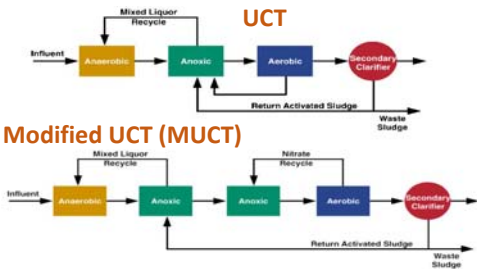 UCT
Mixed Liquor
Recycle
Influent
Anaerobic
Anoxic
Aerobic
Secondary
Clarifier
Return Activated Sludge
Waste
Sludge
Modified UCT (MUCT)
Mixed Liquor
Recycle
Nitrate
Recycle
Influent
Anaerobic
Anoxic
Anoxic
Aerobic
Secondary
Clarifier
Return Activated Sludge
Waste
Sludge